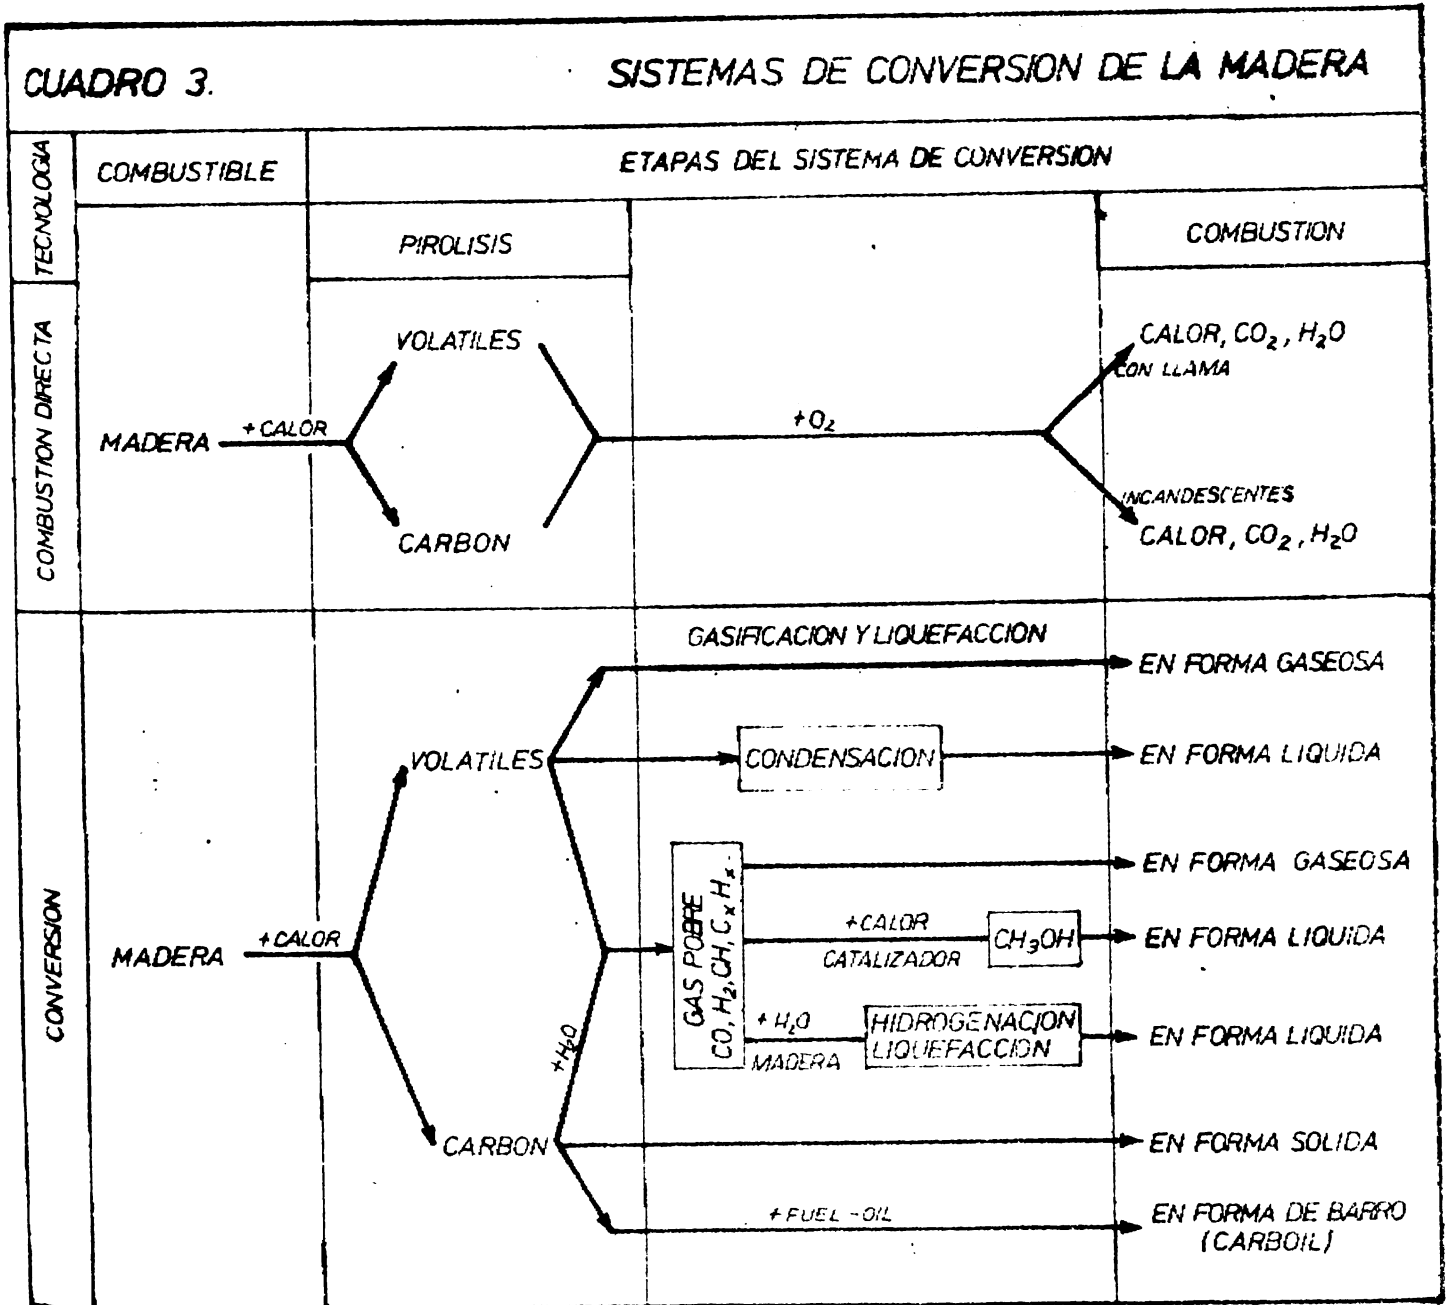 CUADRO 3.
SISTEMAS DE CONVERSION DE LA MADERA
TECNOLOGIA
COMBUSTIBLE
ETAPAS DEL SISTEMA DE CONVERSION
PIROLISIS
COMBUSTION
COMBUSTION DIRECTA
MADERA
+ CALOR
VOLATILES
CARBON
+ O₂
CALOR, CO₂, H₂O
CON LLAMA
INCANDESCENTES
CALOR, CO₂, H₂O
CONVERSION
GASIFICACION Y LIQUEFACCION
MADERA
+ CALOR
VOLATILES
EN FORMA GASEOSA
CONDENSACION
EN FORMA LIQUIDA
+H₂O
GAS POBRE
CO, H₂, CH, CₓHₓ.
EN FORMA GASEOSA
+CALOR
CATALIZADOR
CH₃OH
EN FORMA LIQUIDA
+ H₂O
MADERA
HIDROGENACION
LIQUEFACCION
EN FORMA LIQUIDA
CARBON
EN FORMA SOLIDA
+ FUEL-OIL
EN FORMA DE BARRO
(CARBOIL)